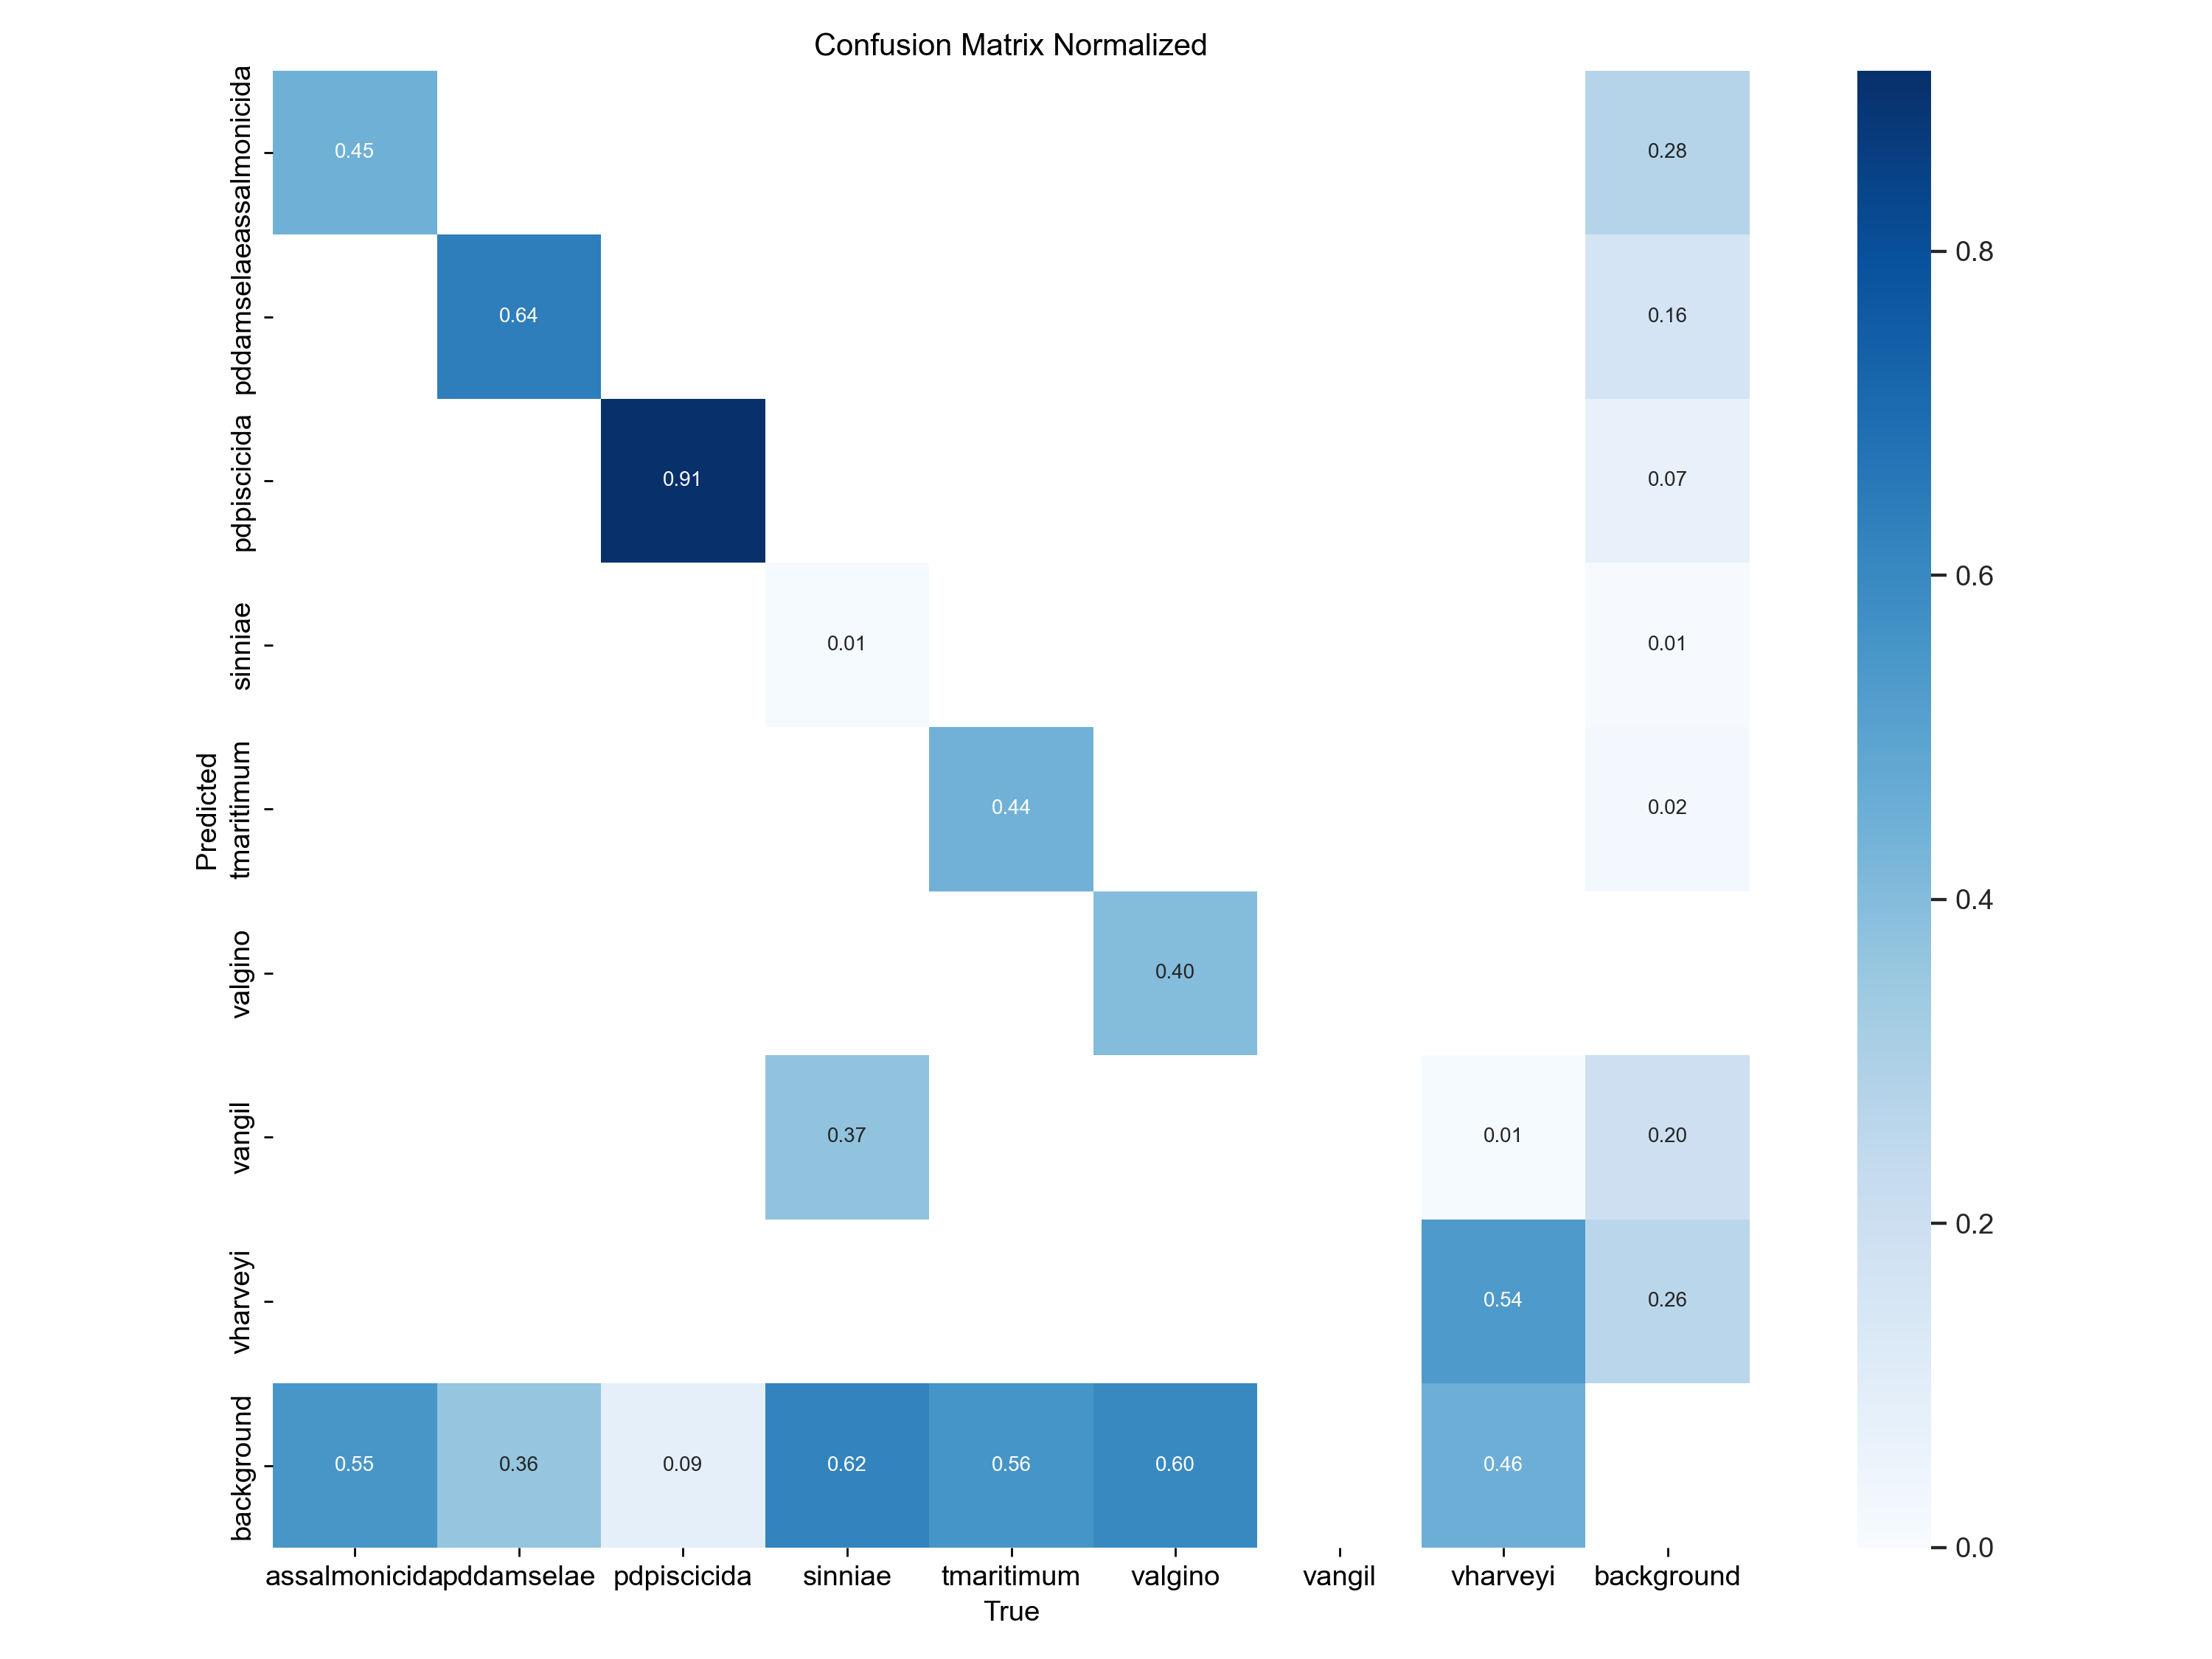 Confusion Matrix Normalized
assalmonicida
0.45
0.28
0.8
pddamselae
0.64
0.16
pdpiscicida
0.91
0.07
0.6
sinniae
0.01
0.01
Predicted
tmaritimum
0.44
0.02
0.4
valgino
0.40
vangil
0.37
0.01
0.20
0.2
vharveyi
0.54
0.26
background
0.55
0.36
0.09
0.62
0.56
0.60
0.46
0.0
assalmonicida
pddamselae
pdpiscicida
sinniae
tmaritimum
valgino
vangil
vharveyi
background
True